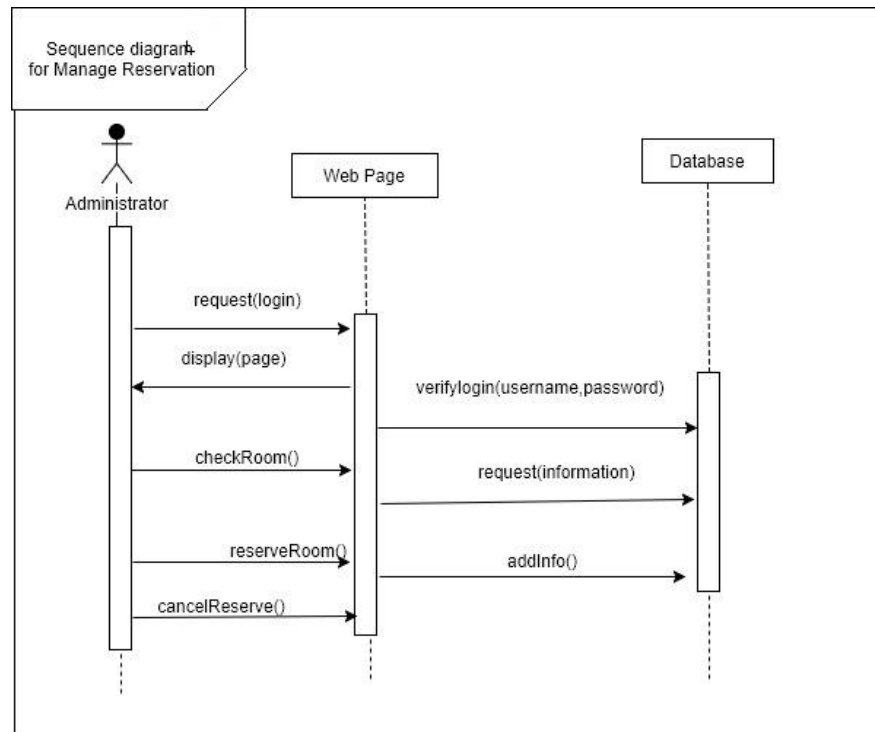 Sequence diagram
for Manage Reservation
Database
Web Page
Administrator
request(login)
display(page)
verifylogin(username,password)
checkRoom()
request(information)
reserveRoom()
addInfo()
cancelReserve()